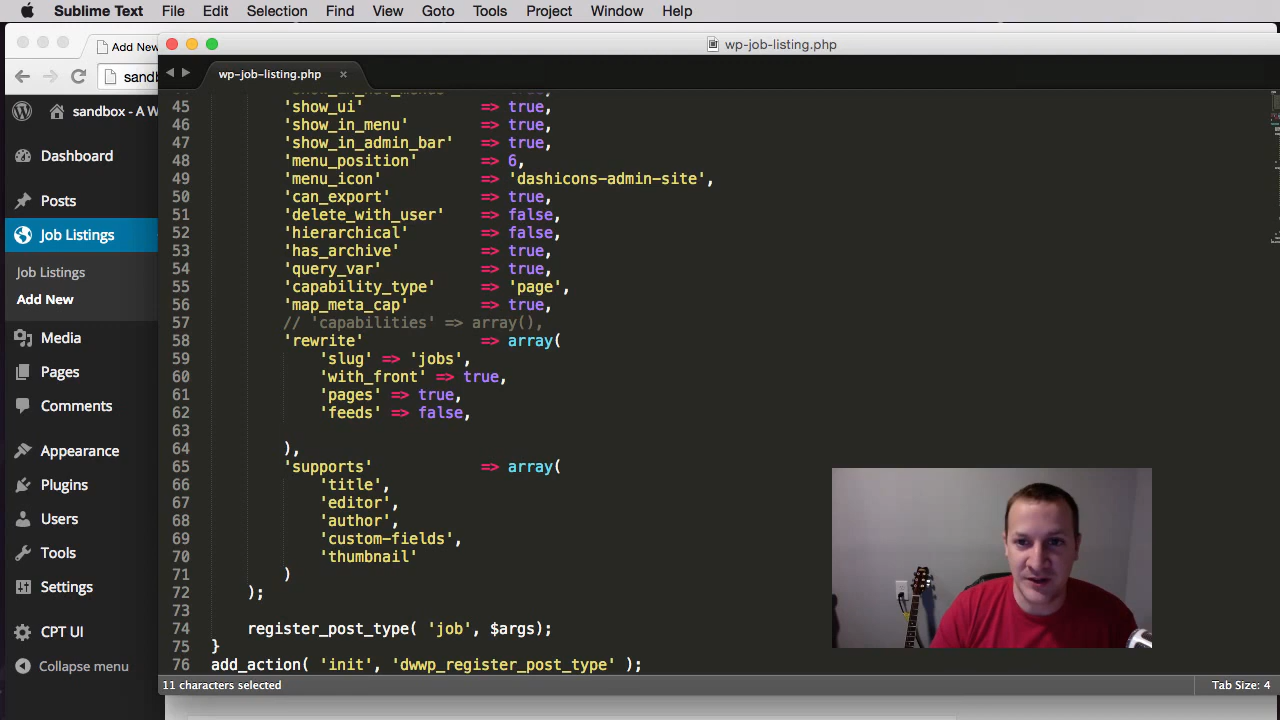 Sublime Text File Edit Selection Find View Goto Tools Project Window Help
Add New
wp-job-listing.php
wp-job-listing.php ×
sandb
sandbox - A W
Dashboard
Posts
Job Listings
Job Listings
Add New
Media
Pages
Comments
Appearance
Plugins
Users
Tools
Settings
CPT UI
Collapse menu
45 'show_ui' => true,
46 'show_in_menu' => true,
47 'show_in_admin_bar' => true,
48 'menu_position' => 6,
49 'menu_icon' => 'dashicons-admin-site',
50 'can_export' => true,
51 'delete_with_user' => false,
52 'hierarchical' => false,
53 'has_archive' => true,
54 'query_var' => true,
55 'capability_type' => 'page',
56 'map_meta_cap' => true,
57 // 'capabilities' => array(),
58 'rewrite' => array(
59 'slug' => 'jobs',
60 'with_front' => true,
61 'pages' => true,
62 'feeds' => false,
63
64 ),
65 'supports' => array(
66 'title',
67 'editor',
68 'author',
69 'custom-fields',
70 'thumbnail'
71 )
72 );
73
74 register_post_type( 'job', $args);
75 }
76 add_action( 'init', 'dwwp_register_post_type' );
11 characters selected
Tab Size: 4